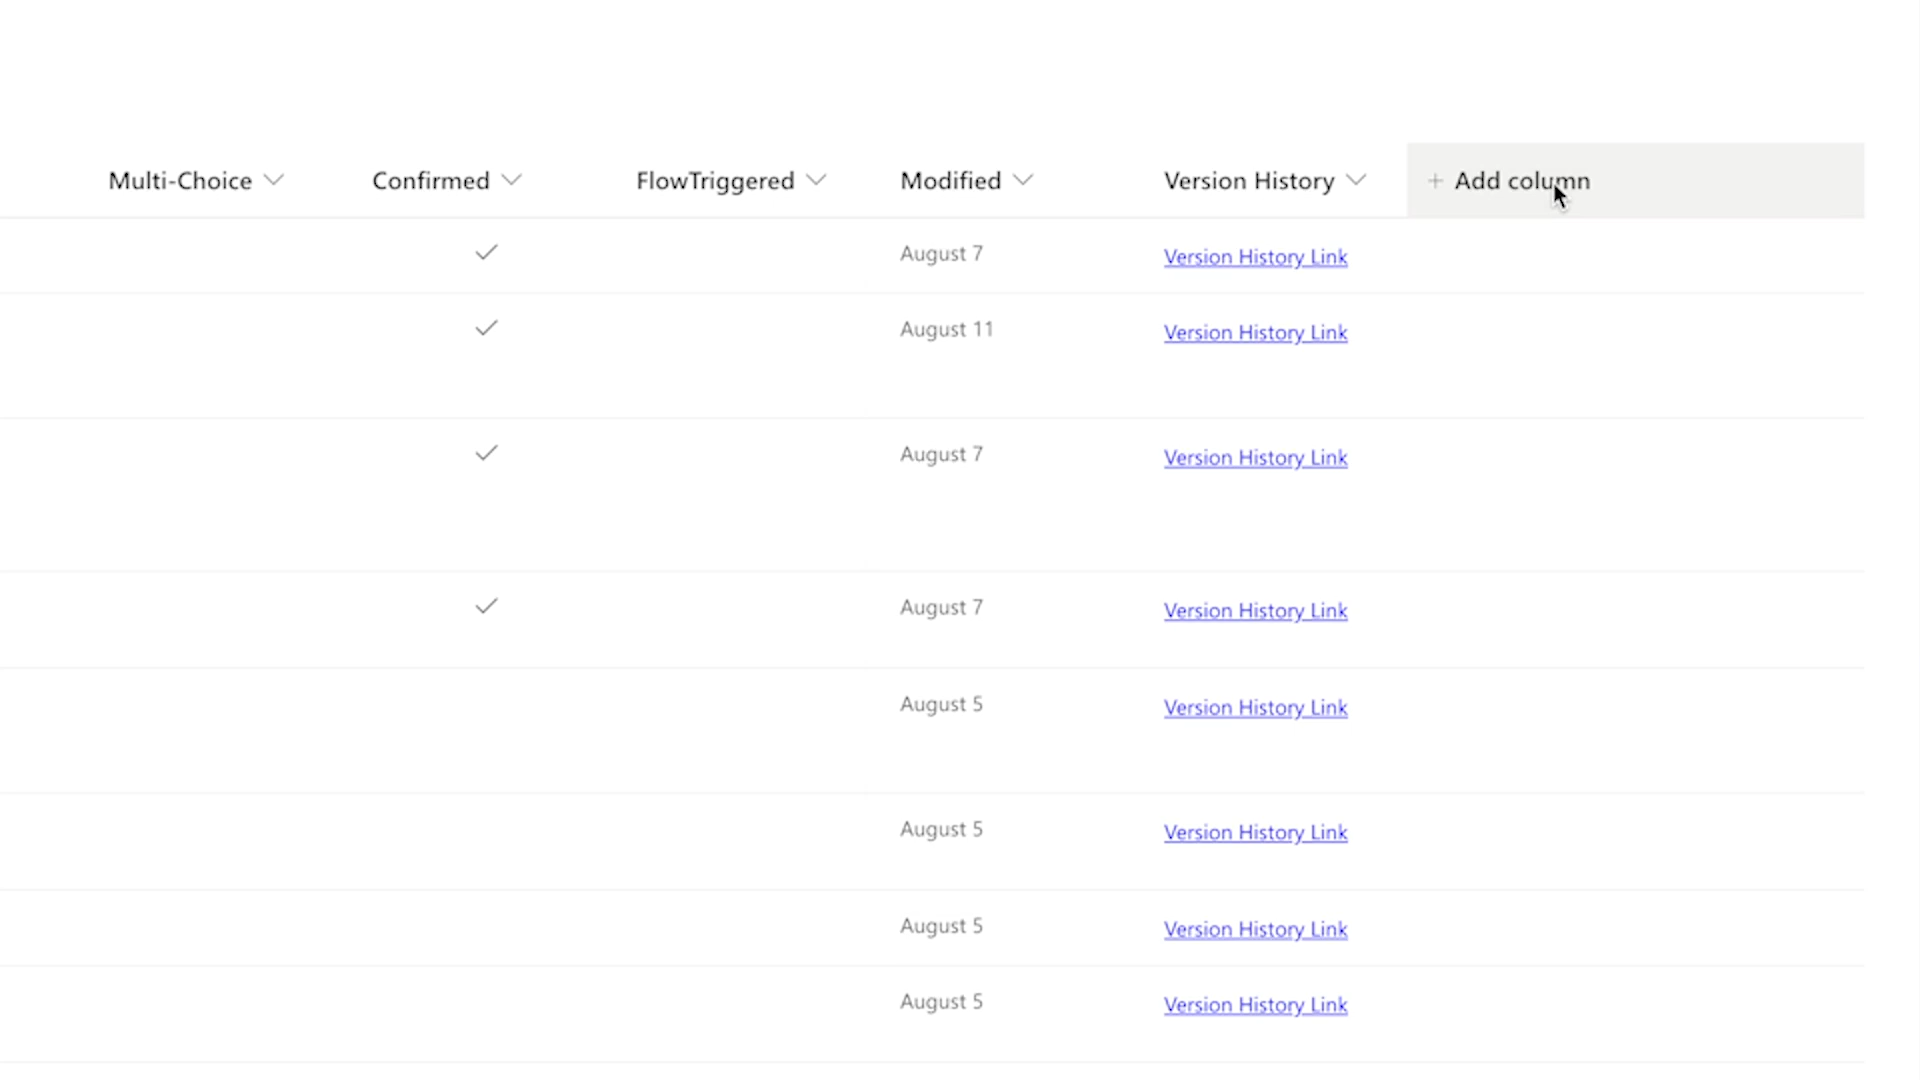 Multi-Choice Confirmed FlowTriggered Modified Version History + Add column
August 7 Version History Link
August 11 Version History Link
August 7 Version History Link
August 7 Version History Link
August 5 Version History Link
August 5 Version History Link
August 5 Version History Link
August 5 Version History Link